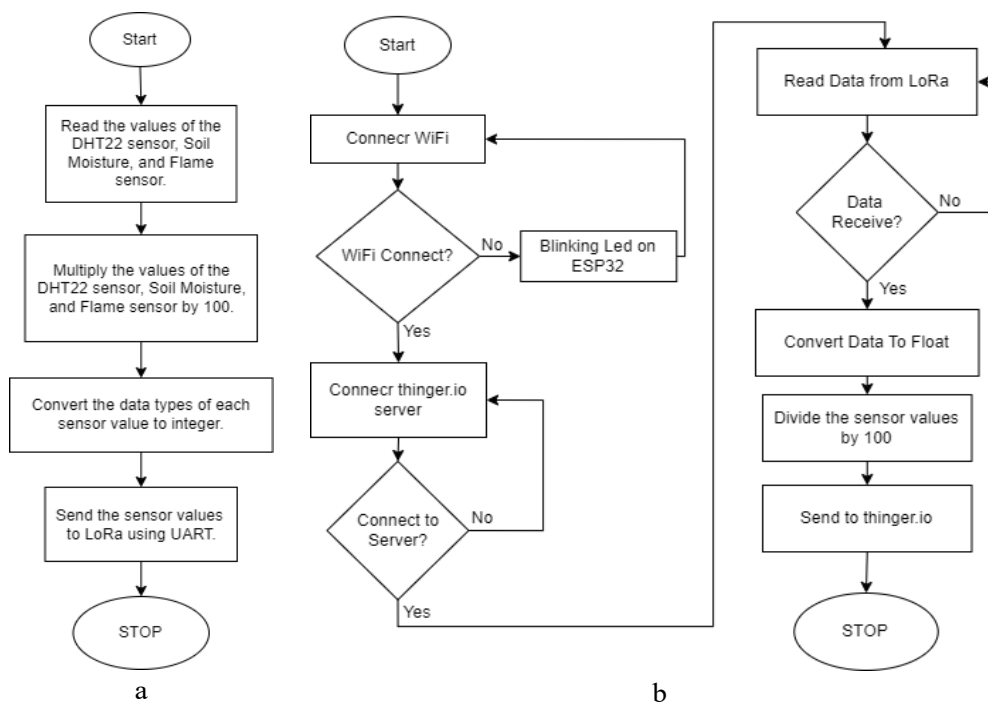 Start
Read the values of the
DHT22 sensor, Soil
Moisture, and Flame
sensor.
Multiply the values of the
DHT22 sensor, Soil Moisture,
and Flame sensor by 100.
Convert the data types of each
sensor value to integer.
Send the sensor values
to LoRa using UART.
STOP
a
Start
Connecr WiFi
WiFi Connect?
No
Blinking Led on
ESP32
Yes
Connecr thinger.io
server
Connect to
Server?
No
Yes
Read Data from LoRa
Data
Receive?
No
Yes
Convert Data To Float
Divide the sensor values
by 100
Send to thinger.io
STOP
b